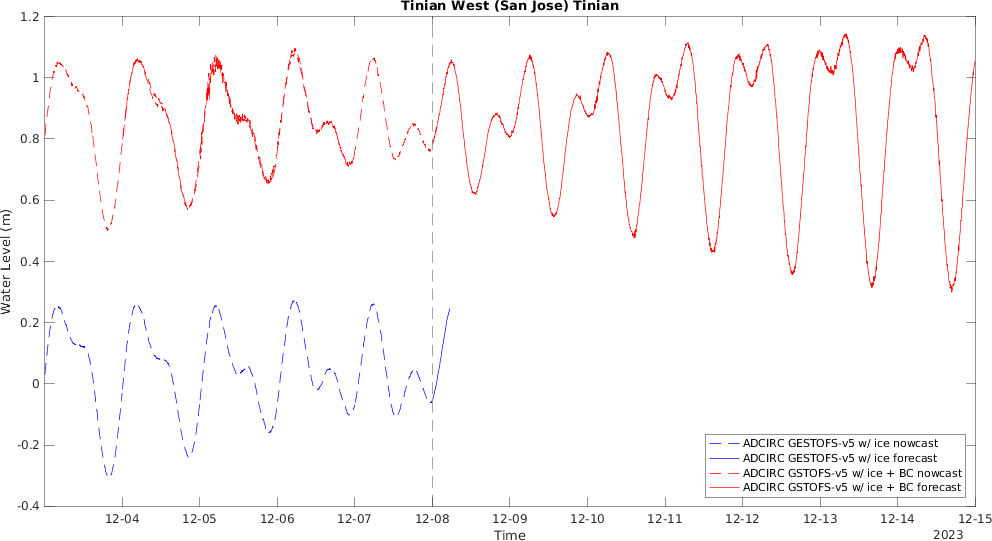 Tinian West (San Jose) Tinian
1.2
1
0.8
0.6
0.4
0.2
0
-0.2
-0.4
Water Level (m)
12-04 12-05 12-06 12-07 12-08 12-09 12-10 12-11 12-12 12-13 12-14 12-15
Time
2023
ADCIRC GESTOFS-v5 w/ ice nowcast
ADCIRC GESTOFS-v5 w/ ice forecast
ADCIRC GSTOFS-v5 w/ ice + BC nowcast
ADCIRC GSTOFS-v5 w/ ice + BC forecast